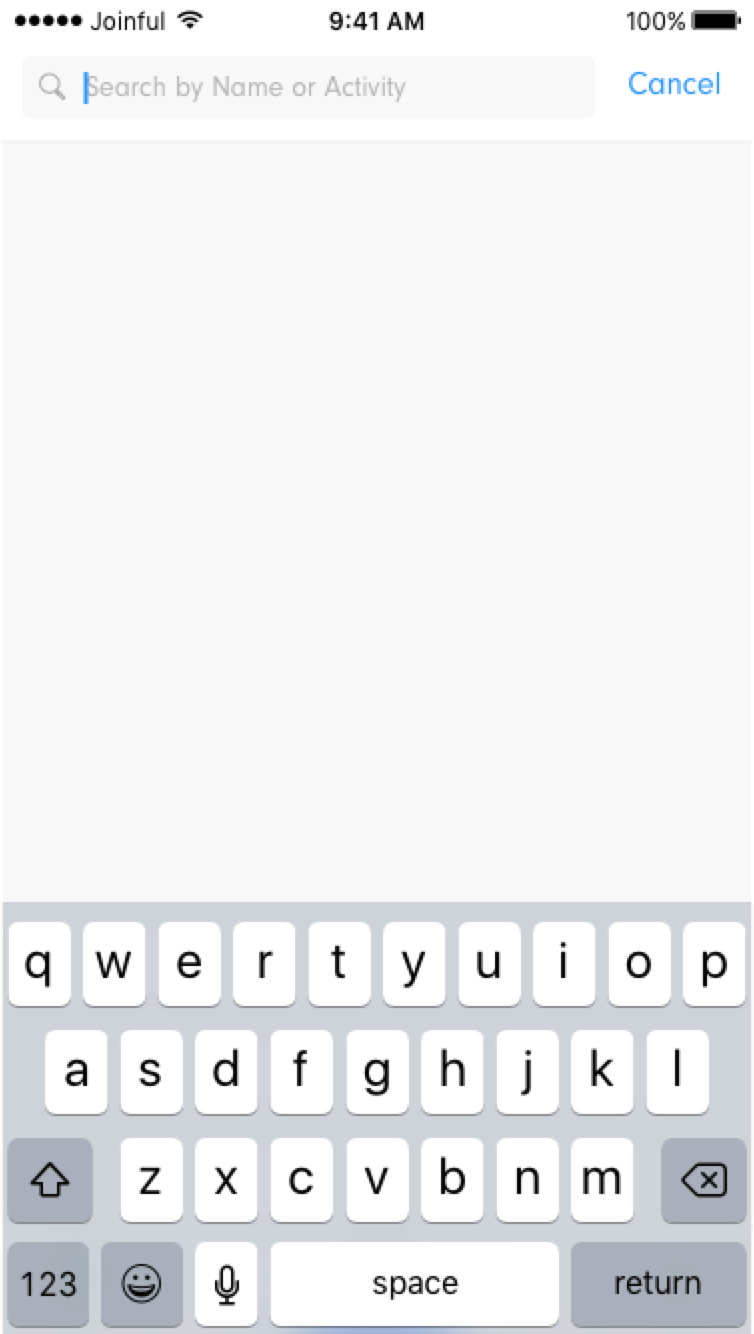 Joinful 9:41 AM 100%
Search by Name or Activity Cancel
q w e r t y u i o p
a s d f g h j k l
z x c v b n m
123 space return